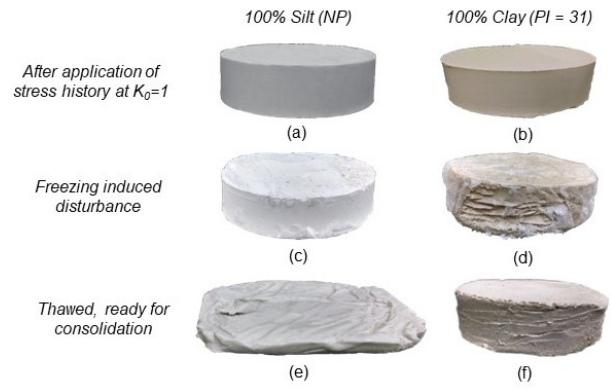 100% Silt (NP)
100% Clay (PI = 31)
After application of
stress history at K₀=1
(a)
(b)
Freezing induced
disturbance
(c)
(d)
Thawed, ready for
consolidation
(e)
(f)